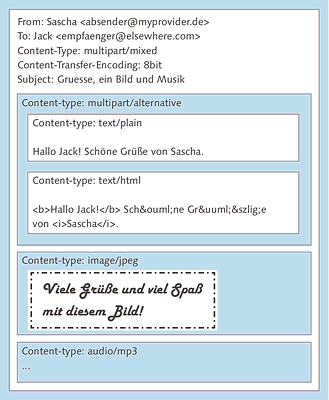 From: Sascha <absender@myprovider.de>
To: Jack <empfaenger@elsewhere.com>
Content-Type: multipart/mixed
Content-Transfer-Encoding: 8bit
Subject: Gruesse, ein Bild und Musik
Content-type: multipart/alternative
Content-type: text/plain
Hallo Jack! Schöne Grüße von Sascha.
Content-type: text/html
<b>Hallo Jack!</b> Sch&ouml;ne Gr&uuml;&szlig;e
von <i>Sascha</i>.
Content-type: image/jpeg
Viele Grüße und viel Spaß
mit diesem Bild!
Content-type: audio/mp3
...